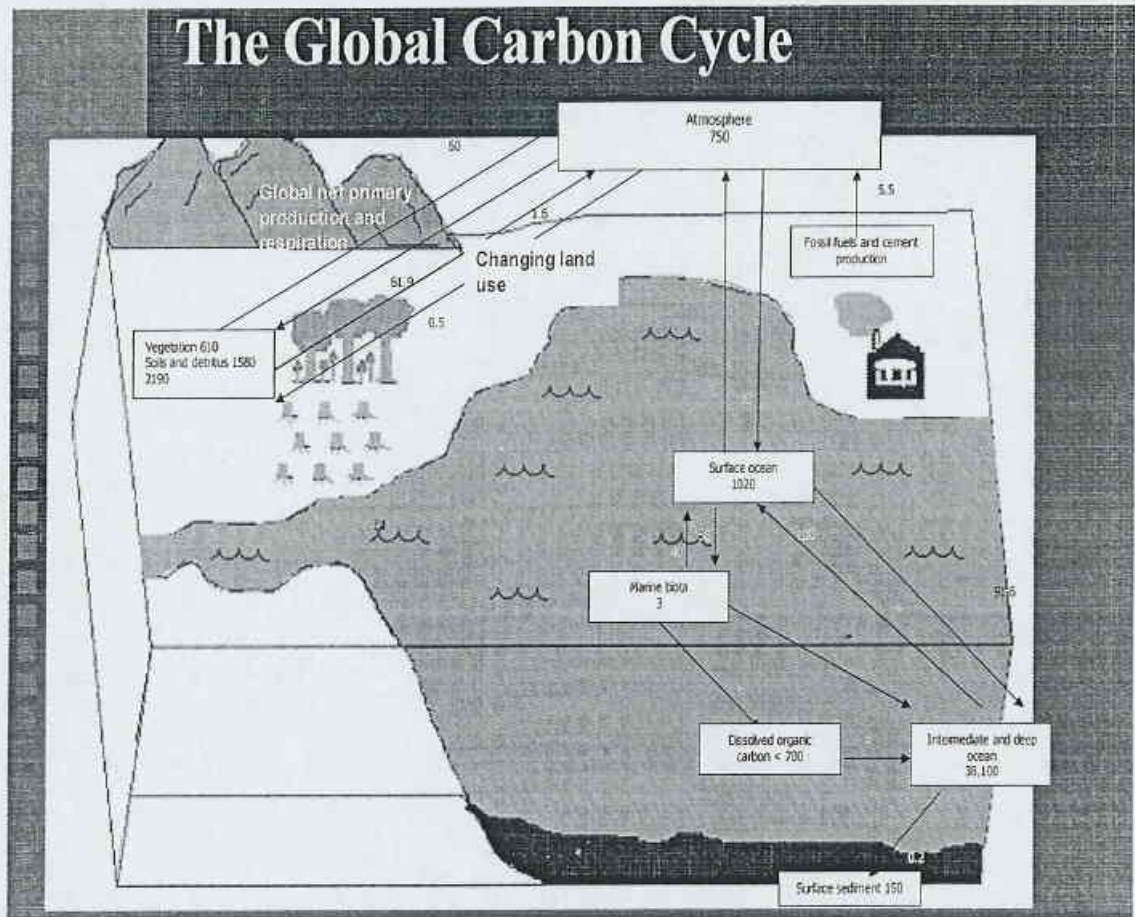 The Global Carbon Cycle
Atmosphere
750
60
5.5
Global net primary
production and
respiration
1.6
Fossil fuels and cement
production
Changing land
use
61.9
0.5
Vegetation 610
Soils and detritus 1580
2190
Surface ocean
1020
40
Marine biota
3
Dissolved organic
carbon < 700
Intermediate and deep
ocean
38,100
0.2
Surface sediment 150